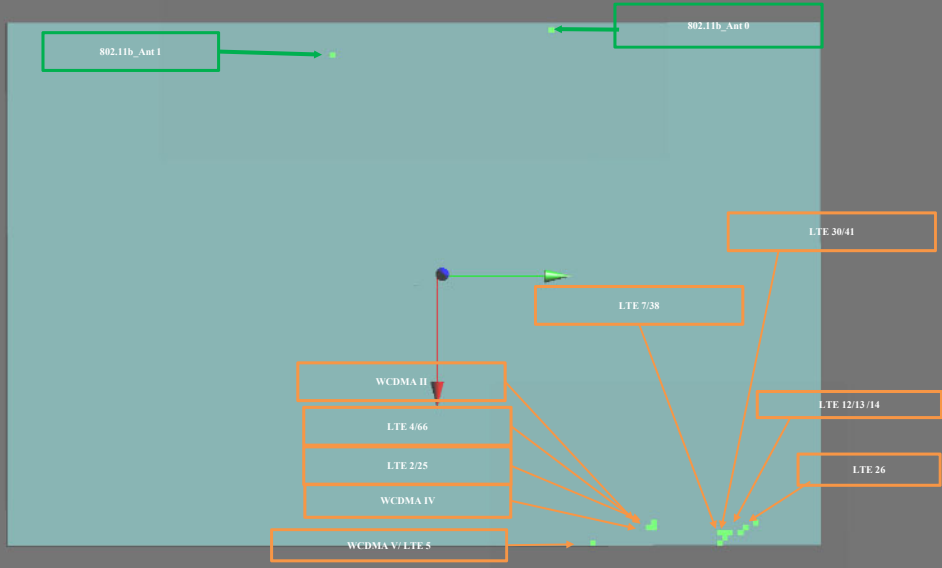 802.11b_Ant 0
802.11b_Ant 1
LTE 30/41
LTE 7/38
WCDMA II
LTE 12/13 /14
LTE 4/66
LTE 2/25
LTE 26
WCDMA IV
WCDMA V/ LTE 5